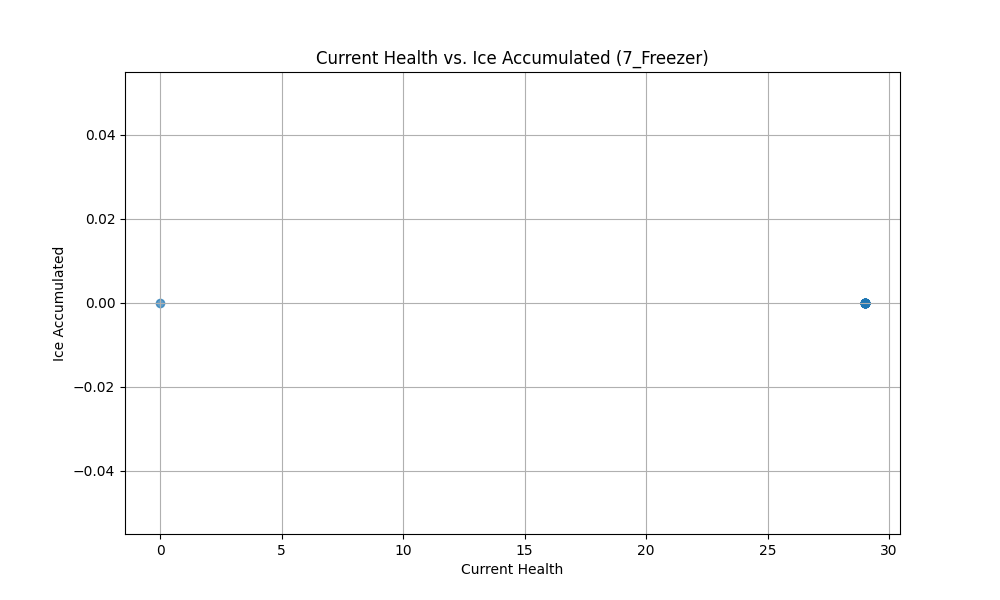 Current Health vs. Ice Accumulated (7_Freezer)
Ice Accumulated
0.04
0.02
0.00
−0.02
−0.04
0 5 10 15 20 25 30
Current Health